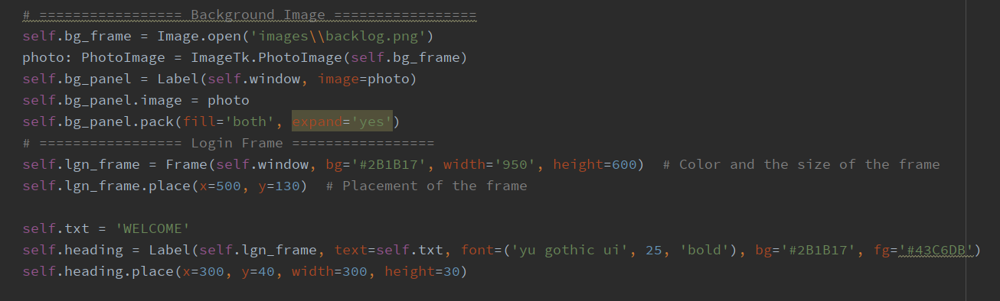 # ================= Background Image =================
self.bg_frame = Image.open('images\\backlog.png')
photo: PhotoImage = ImageTk.PhotoImage(self.bg_frame)
self.bg_panel = Label(self.window, image=photo)
self.bg_panel.image = photo
self.bg_panel.pack(fill='both', expand='yes')
# ================= Login Frame =================
self.lgn_frame = Frame(self.window, bg='#2B1B17', width='950', height=600)  # Color and the size of the frame
self.lgn_frame.place(x=500, y=130)  # Placement of the frame
self.txt = 'WELCOME'
self.heading = Label(self.lgn_frame, text=self.txt, font=('yu gothic ui', 25, 'bold'), bg='#2B1B17', fg='#43C6DB')
self.heading.place(x=300, y=40, width=300, height=30)